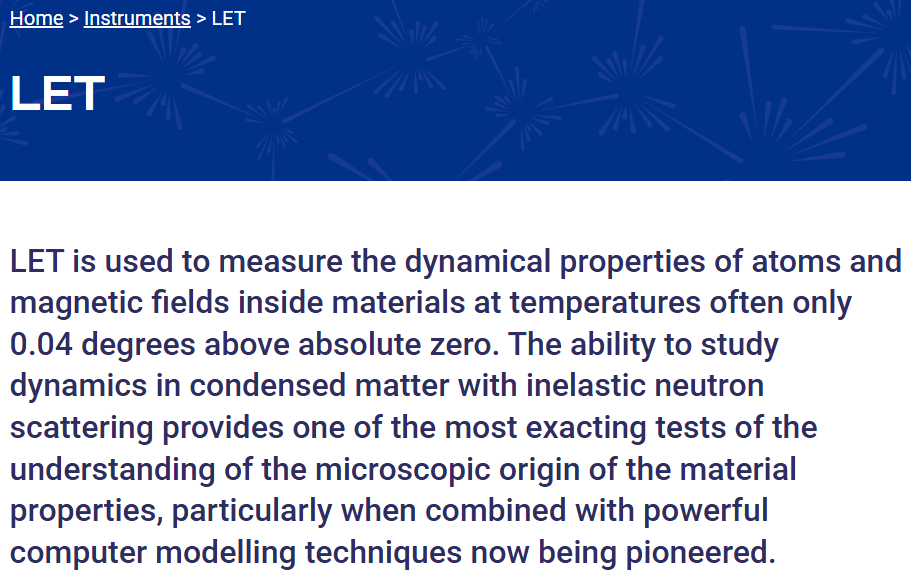 Home > Instruments > LET
LET
LET is used to measure the dynamical properties of atoms and
magnetic fields inside materials at temperatures often only
0.04 degrees above absolute zero. The ability to study
dynamics in condensed matter with inelastic neutron
scattering provides one of the most exacting tests of the
understanding of the microscopic origin of the material
properties, particularly when combined with powerful
computer modelling techniques now being pioneered.